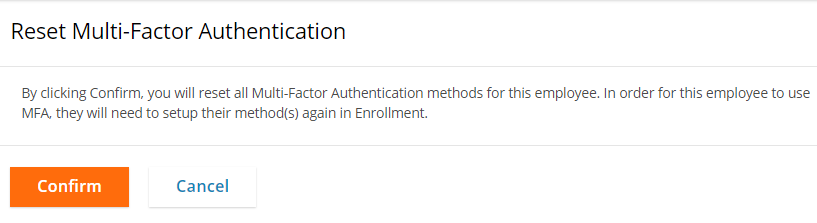 Reset Multi-Factor Authentication
By clicking Confirm, you will reset all Multi-Factor Authentication methods for this employee. In order for this employee to use
MFA, they will need to setup their method(s) again in Enrollment.
Confirm
Cancel